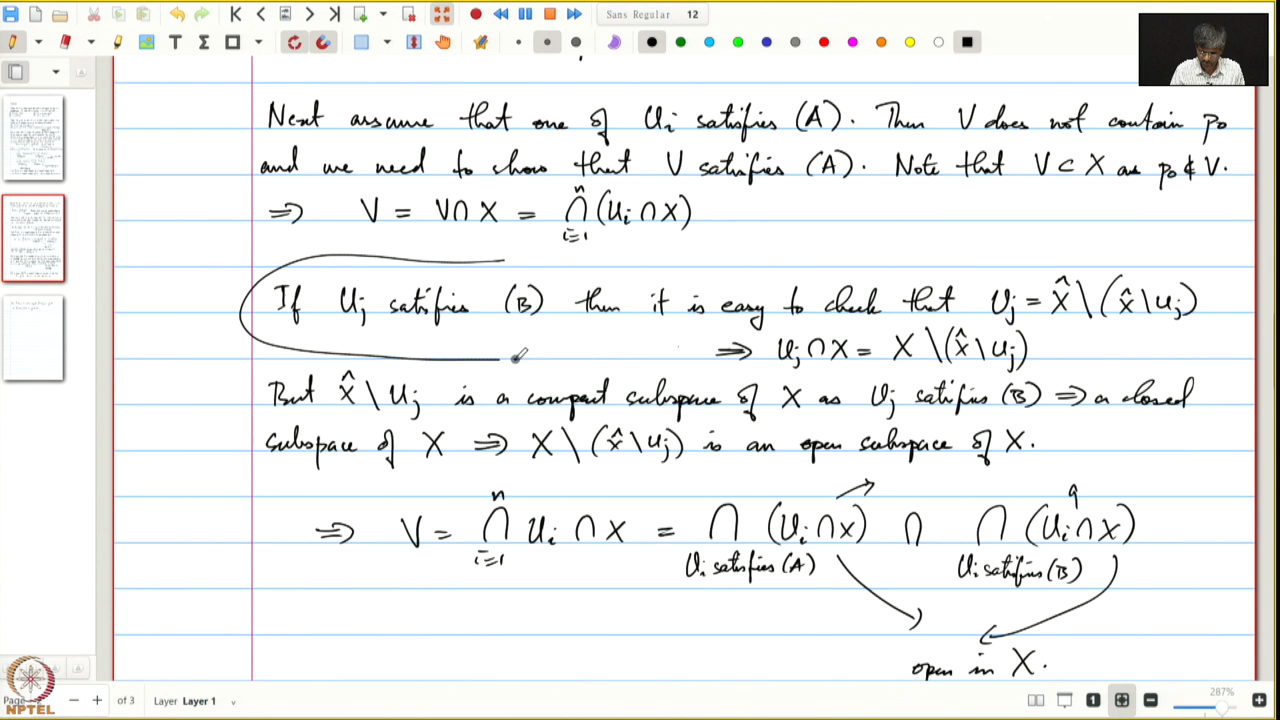 Sans Regular 12
Next assume that one of Ui satisfies (A). Then V does not contain p0
and we need to show that V satisfies (A). Note that V ⊂ X as p0 ∉ V.
⇒ V = V∩X = ⋂_{i=1}^{n} (Ui ∩ X)
If Uj satisfies (B) then it is easy to check that Uj = X̂ \ (X̂ \ Uj)
⇒ Uj ∩ X = X \ (X̂ \ Uj)
But X̂ \ Uj is a compact subspace of X as Uj satisfies (B) ⇒ a closed
subspace of X ⇒ X \ (X̂ \ Uj) is an open subspace of X.
⇒ V = ⋂_{i=1}^{n} Ui ∩ X = ⋂ (Ui ∩ X) ∩ ⋂ (Ui ∩ X)
Ui satisfies (A) Ui satisfies (B)
open in X.
NPTEL
Page
of 3
Layer
Layer 1
287%